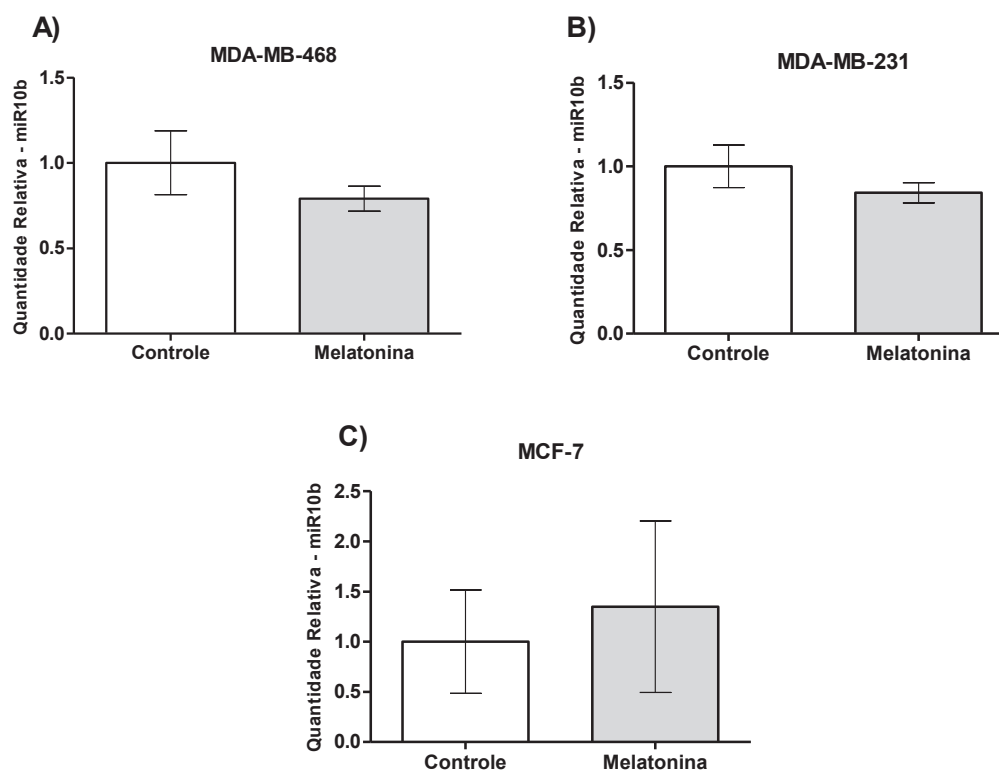 A)
MDA-MB-468
Quantidade Relativa - miR10b
1.5
1.0
0.5
0.0
Controle Melatonina
B)
MDA-MB-231
Quantidade Relativa - miR10b
1.5
1.0
0.5
0.0
Controle Melatonina
C)
MCF-7
Quantidade Relativa - miR10b
2.5
2.0
1.5
1.0
0.5
0.0
Controle Melatonina